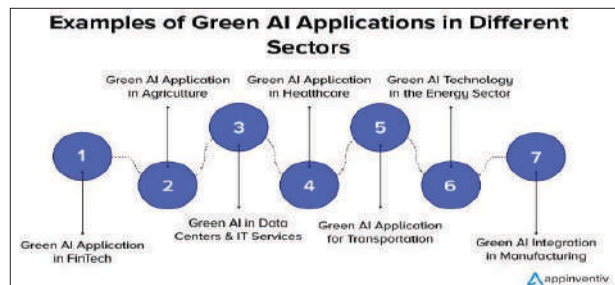 Examples of Green AI Applications in Different
Sectors
Green AI Application
in Agriculture
Green AI Application
in Healthcare
Green AI Technology
in the Energy Sector
1
2
3
4
5
6
7
Green AI Application
in FinTech
Green AI in Data
Centers & IT Services
Green AI Application
for Transportation
Green AI Integration
in Manufacturing
appinventiv